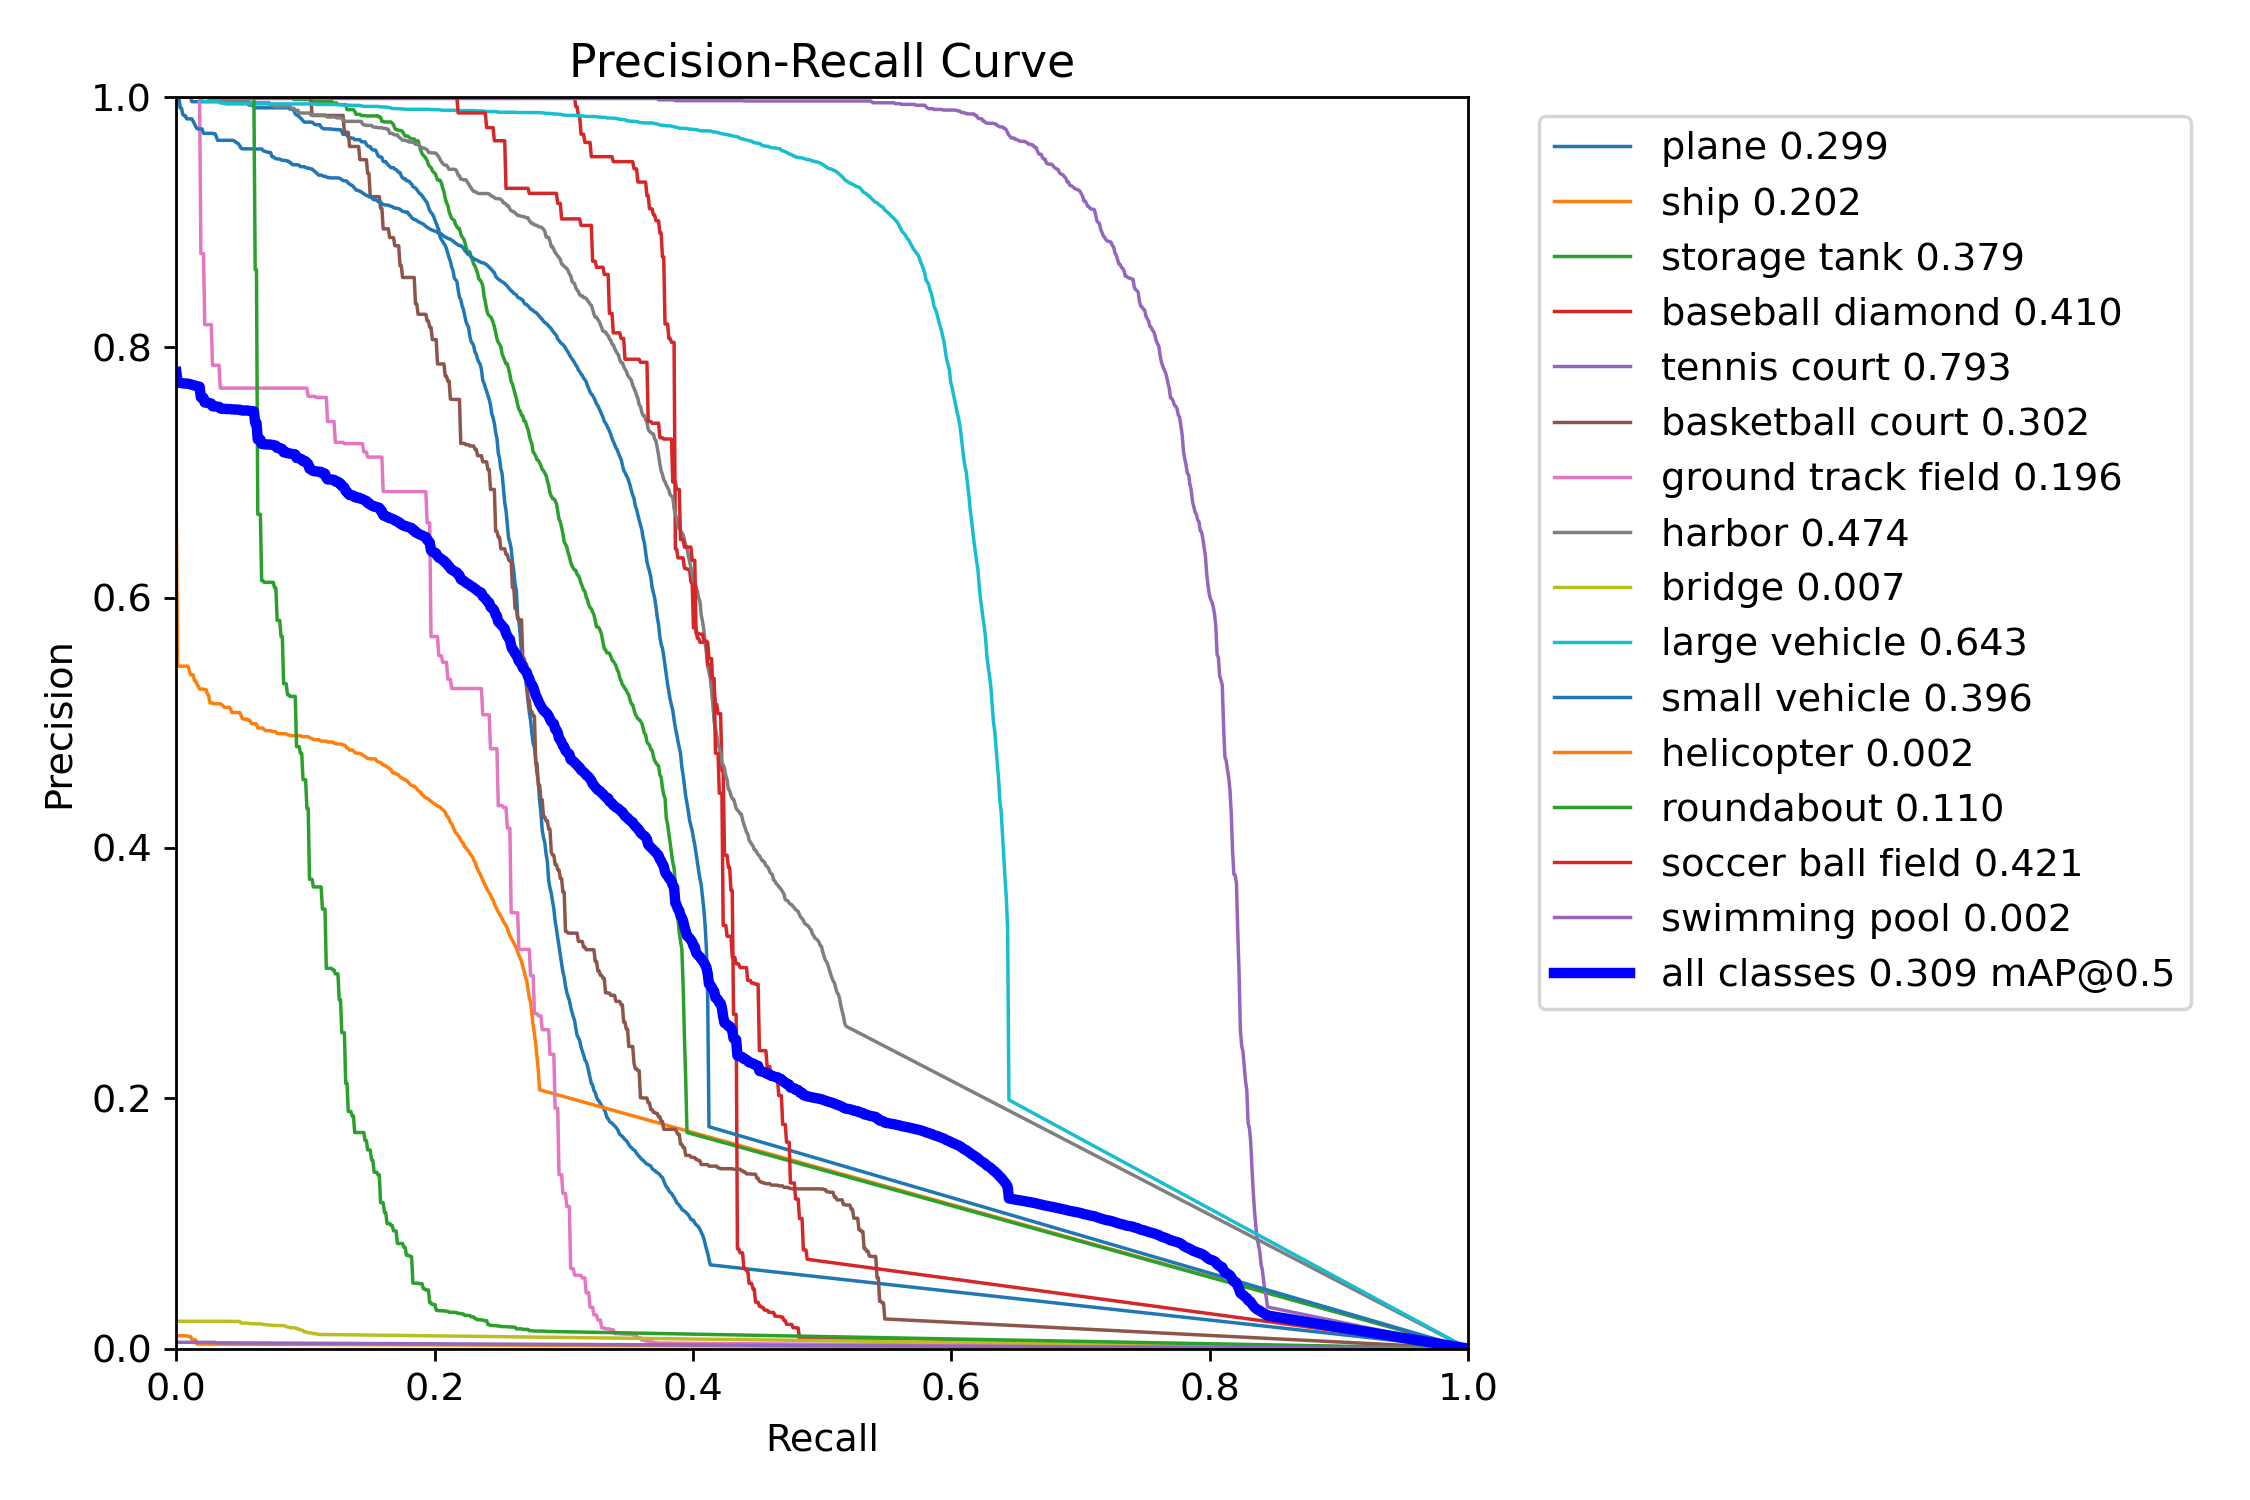 Precision-Recall Curve
1.0
0.8
0.6
0.4
0.2
0.0
Precision
0.0 0.2 0.4 0.6 0.8 1.0
Recall
plane 0.299
ship 0.202
storage tank 0.379
baseball diamond 0.410
tennis court 0.793
basketball court 0.302
ground track field 0.196
harbor 0.474
bridge 0.007
large vehicle 0.643
small vehicle 0.396
helicopter 0.002
roundabout 0.110
soccer ball field 0.421
swimming pool 0.002
all classes 0.309 mAP@0.5